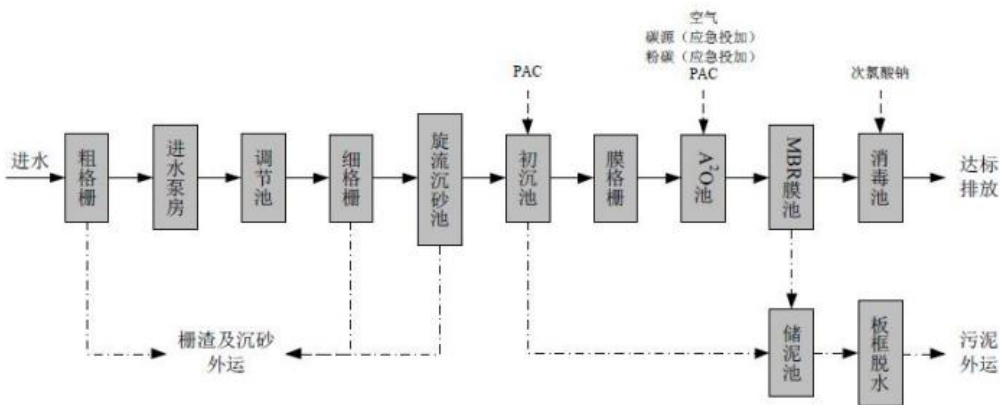 空气
碳源（应急投加）
粉碳（应急投加）
PAC
PAC
次氯酸钠
进水
粗格栅
进水泵房
调节池
细格栅
旋流沉砂池
初沉池
膜格栅
A²O池
MBR膜池
消毒池
达标
排放
栅渣及沉砂
外运
储泥池
板框脱水
污泥
外运